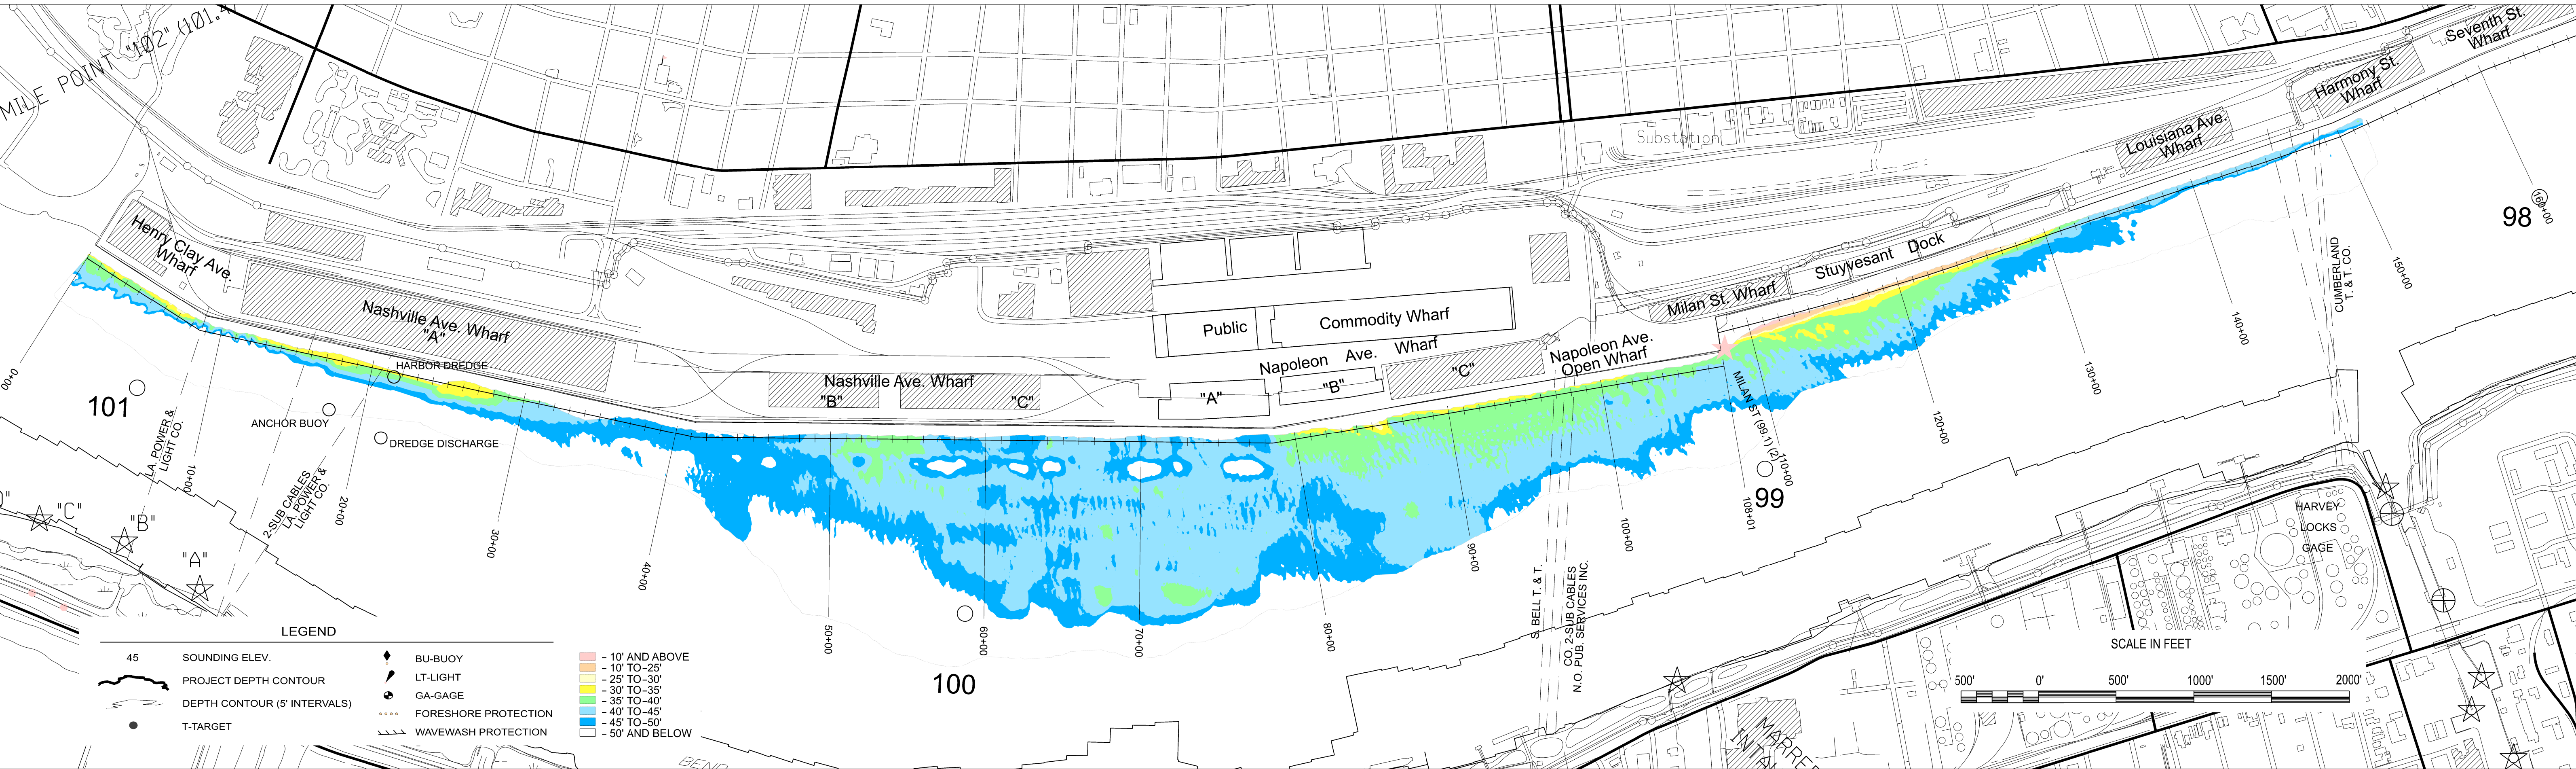 MILE POINT "102" (101.4
Seventh St.
Wharf
Harmony St.
Wharf
Louisiana Ave.
Wharf
Substation
Stuyvesant Dock
Milan St. Wharf
Henry Clay Ave.
Wharf
Nashville Ave. Wharf
"A"
HARBOR DREDGE
ANCHOR BUOY
DREDGE DISCHARGE
Nashville Ave. Wharf
"B"
"C"
Public
Commodity Wharf
Napoleon Ave. Wharf
"A"
"B"
"C"
Napoleon Ave.
Open Wharf
MILAN ST (99.1) (2)
101
100
99
98
0+00
10+00
20+00
30+00
40+00
50+00
60+00
70+00
80+00
90+00
100+00
108+01
110+00
120+00
130+00
140+00
150+00
160+00
LA. POWER &
LIGHT CO.
2-SUB CABLES
LA. POWER &
LIGHT CO.
S. BELL T. & T.
CO. 2-SUB CABLES
N.O. PUB. SERVICES INC.
CUMBERLAND
T. & T. CO.
"C"
"B"
"A"
HARVEY
LOCKS
GAGE
LEGEND
45 SOUNDING ELEV.
PROJECT DEPTH CONTOUR
DEPTH CONTOUR (5' INTERVALS)
T-TARGET
BU-BUOY
LT-LIGHT
GA-GAGE
FORESHORE PROTECTION
WAVEWASH PROTECTION
- 10' AND ABOVE
- 10' TO-25'
- 25' TO-30'
- 30' TO-35'
- 35' TO-40'
- 40' TO-45'
- 45' TO-50'
- 50' AND BELOW
SCALE IN FEET
500' 0' 500' 1000' 1500' 2000'